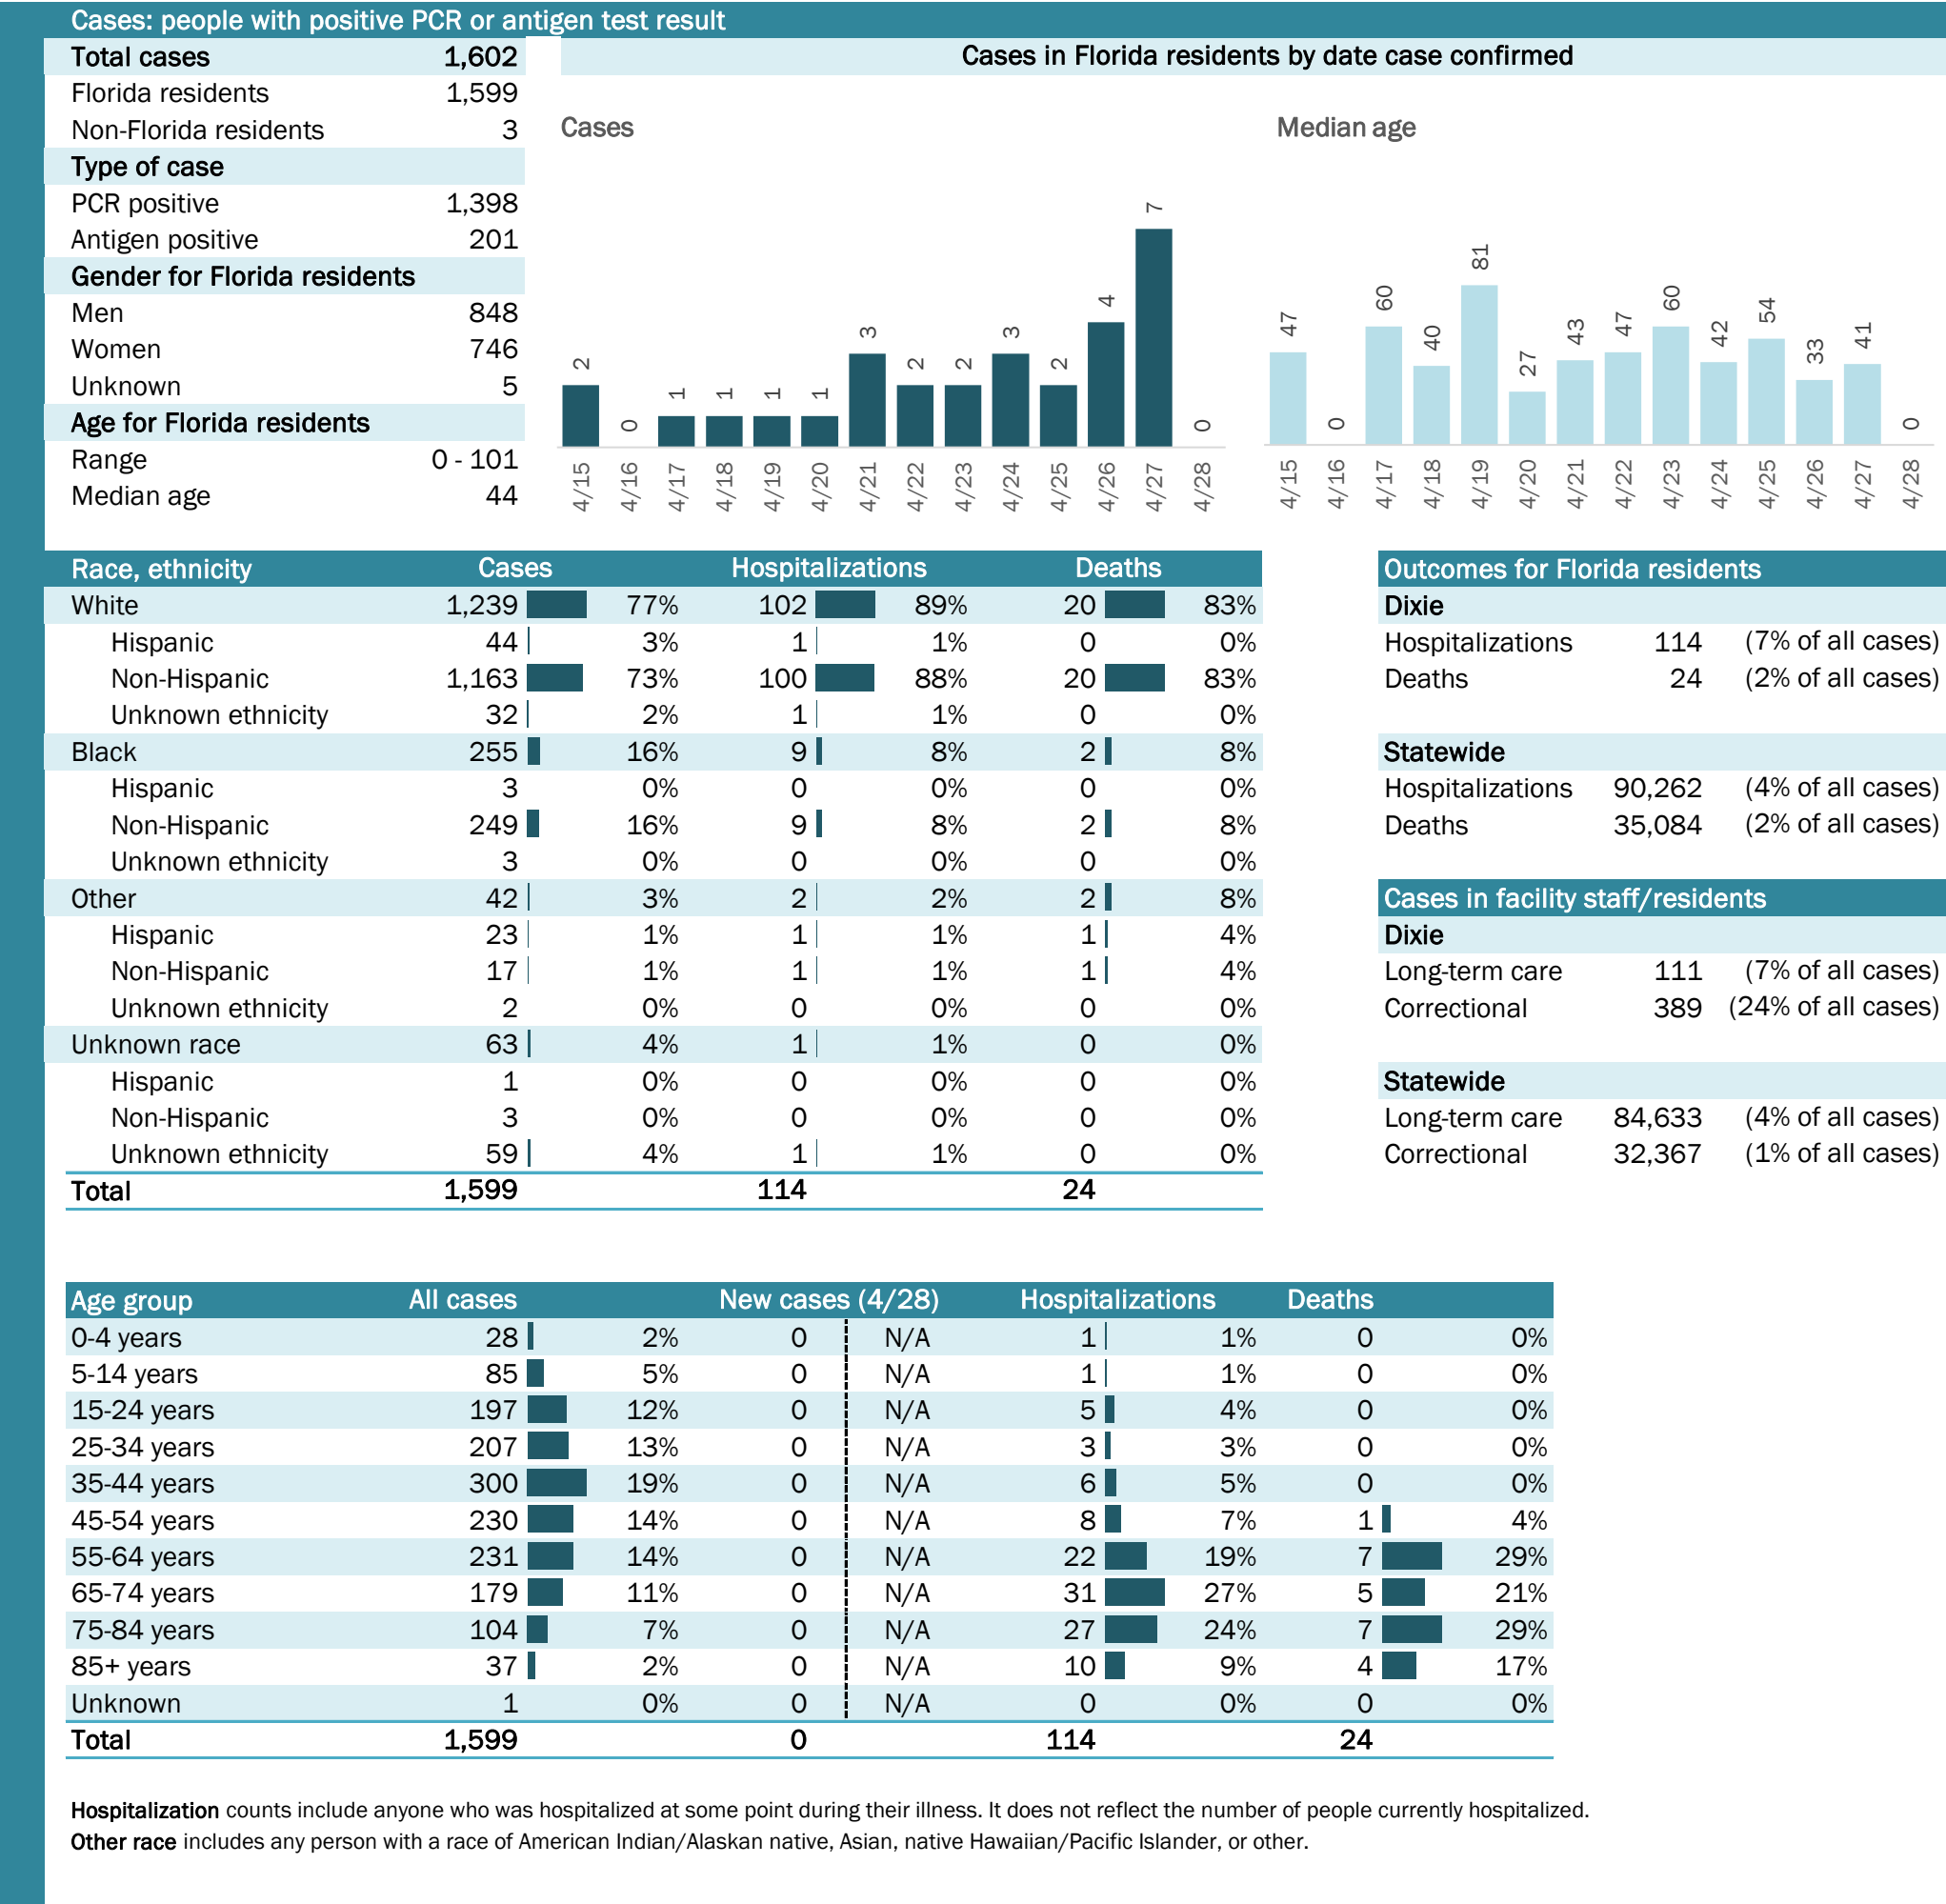 Cases: people with positive PCR or antigen test result
Total cases 1,602
Florida residents 1,599
Non-Florida residents 3
Type of case
PCR positive 1,398
Antigen positive 201
Gender for Florida residents
Men 848
Women 746
Unknown 5
Age for Florida residents
Range 0 - 101
Median age 44
Cases in Florida residents by date case confirmed
Cases
2 0 1 1 1 1 3 2 2 3 2 4 7 0
4/15 4/16 4/17 4/18 4/19 4/20 4/21 4/22 4/23 4/24 4/25 4/26 4/27 4/28
Median age
47 0 60 40 81 27 43 47 60 42 54 33 41 0
4/15 4/16 4/17 4/18 4/19 4/20 4/21 4/22 4/23 4/24 4/25 4/26 4/27 4/28
Race, ethnicity Cases Hospitalizations Deaths
White 1,239 77% 102 89% 20 83%
Hispanic 44 3% 1 1% 0 0%
Non-Hispanic 1,163 73% 100 88% 20 83%
Unknown ethnicity 32 2% 1 1% 0 0%
Black 255 16% 9 8% 2 8%
Hispanic 3 0% 0 0% 0 0%
Non-Hispanic 249 16% 9 8% 2 8%
Unknown ethnicity 3 0% 0 0% 0 0%
Other 42 3% 2 2% 2 8%
Hispanic 23 1% 1 1% 1 4%
Non-Hispanic 17 1% 1 1% 1 4%
Unknown ethnicity 2 0% 0 0% 0 0%
Unknown race 63 4% 1 1% 0 0%
Hispanic 1 0% 0 0% 0 0%
Non-Hispanic 3 0% 0 0% 0 0%
Unknown ethnicity 59 4% 1 1% 0 0%
Total 1,599 114 24
Outcomes for Florida residents
Dixie
Hospitalizations 114 (7% of all cases)
Deaths 24 (2% of all cases)
Statewide
Hospitalizations 90,262 (4% of all cases)
Deaths 35,084 (2% of all cases)
Cases in facility staff/residents
Dixie
Long-term care 111 (7% of all cases)
Correctional 389 (24% of all cases)
Statewide
Long-term care 84,633 (4% of all cases)
Correctional 32,367 (1% of all cases)
Age group All cases New cases (4/28) Hospitalizations Deaths
0-4 years 28 2% 0 N/A 1 1% 0 0%
5-14 years 85 5% 0 N/A 1 1% 0 0%
15-24 years 197 12% 0 N/A 5 4% 0 0%
25-34 years 207 13% 0 N/A 3 3% 0 0%
35-44 years 300 19% 0 N/A 6 5% 0 0%
45-54 years 230 14% 0 N/A 8 7% 1 4%
55-64 years 231 14% 0 N/A 22 19% 7 29%
65-74 years 179 11% 0 N/A 31 27% 5 21%
75-84 years 104 7% 0 N/A 27 24% 7 29%
85+ years 37 2% 0 N/A 10 9% 4 17%
Unknown 1 0% 0 N/A 0 0% 0 0%
Total 1,599 0 114 24
Hospitalization counts include anyone who was hospitalized at some point during their illness. It does not reflect the number of people currently hospitalized.
Other race includes any person with a race of American Indian/Alaskan native, Asian, native Hawaiian/Pacific Islander, or other.